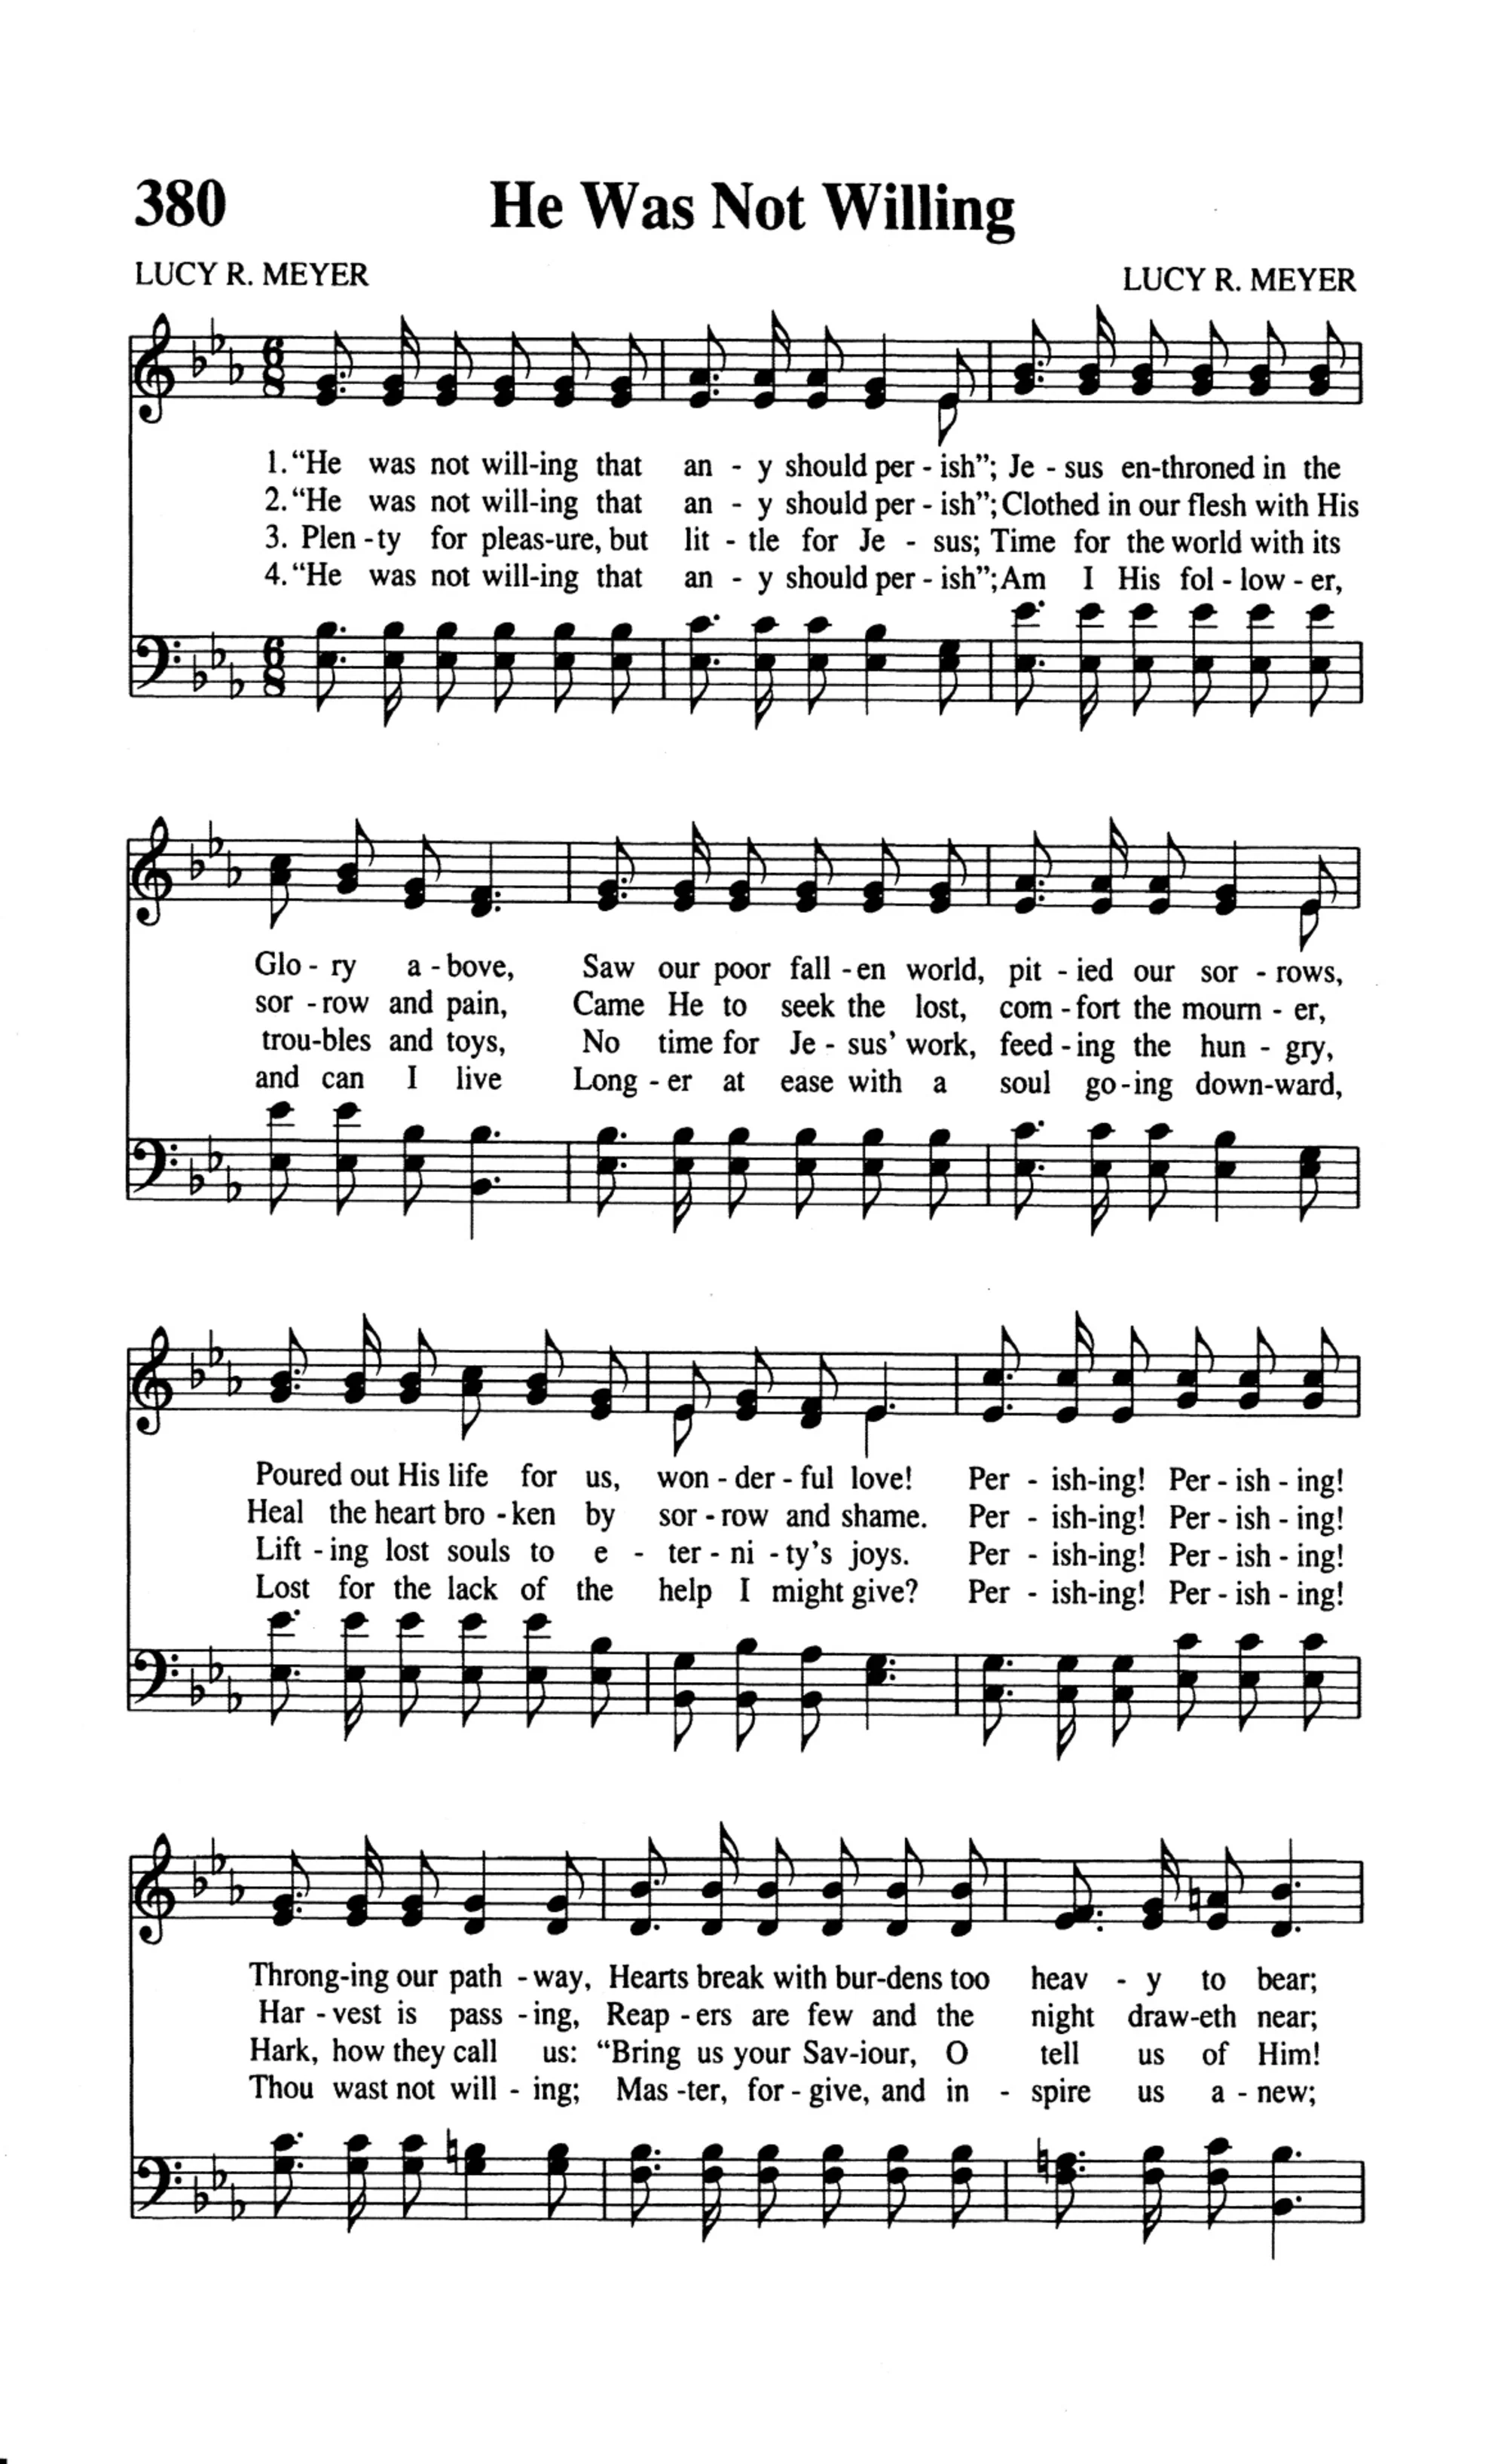 380 He Was Not Willing
LUCY R. MEYER LUCY R. MEYER
6 8
1. “He was not will-ing that an - y should per - ish”; Je - sus en-throned in the
2. “He was not will-ing that an - y should per - ish”; Clothed in our flesh with His
3. Plen - ty for pleas-ure, but lit - tle for Je - sus; Time for the world with its
4. “He was not will-ing that an - y should per - ish”; Am I His fol - low - er,
6 8
Glo - ry a - bove, Saw our poor fall - en world, pit - ied our sor - rows,
sor - row and pain, Came He to seek the lost, com - fort the mourn - er,
trou-bles and toys, No time for Je - sus’ work, feed - ing the hun - gry,
and can I live Long - er at ease with a soul go - ing down-ward,
Poured out His life for us, won - der - ful love! Per - ish-ing! Per - ish - ing!
Heal the heart bro - ken by sor - row and shame. Per - ish-ing! Per - ish - ing!
Lift - ing lost souls to e - ter - ni - ty’s joys. Per - ish-ing! Per - ish - ing!
Lost for the lack of the help I might give? Per - ish-ing! Per - ish - ing!
Throng-ing our path - way, Hearts break with bur-dens too heav - y to bear;
Har - vest is pass - ing, Reap - ers are few and the night draw-eth near;
Hark, how they call us: “Bring us your Sav-iour, O tell us of Him!
Thou wast not will - ing; Mas -ter, for - give, and in - spire us a - new;